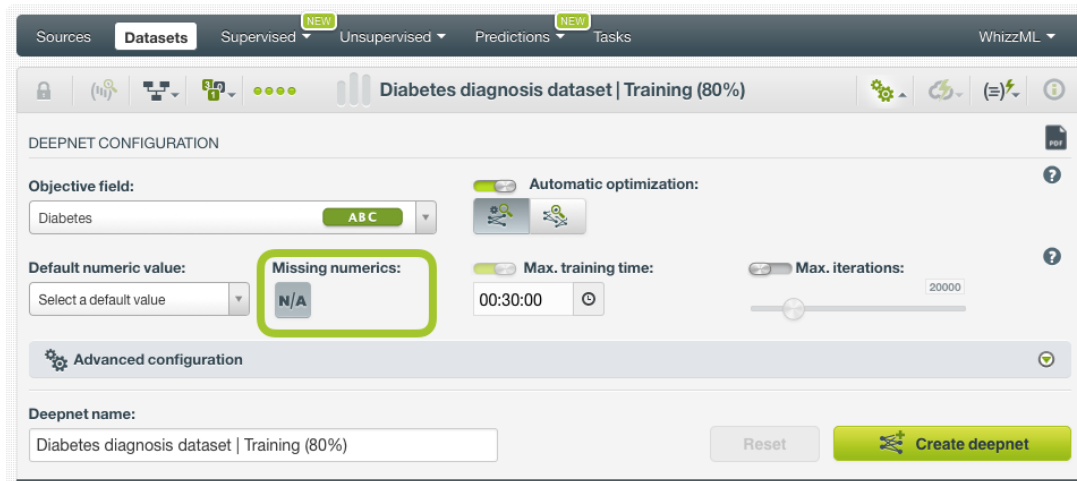 NEW NEW
Sources Datasets Supervised Unsupervised Predictions Tasks WhizzML
Diabetes diagnosis dataset | Training (80%)
DEEPNET CONFIGURATION
PDF
Objective field: Automatic optimization:
Diabetes ABC
Default numeric value: Missing numerics: Max. training time: Max. iterations:
Select a default value N/A 00:30:00 20000
Advanced configuration
Deepnet name:
Diabetes diagnosis dataset | Training (80%) Reset Create deepnet